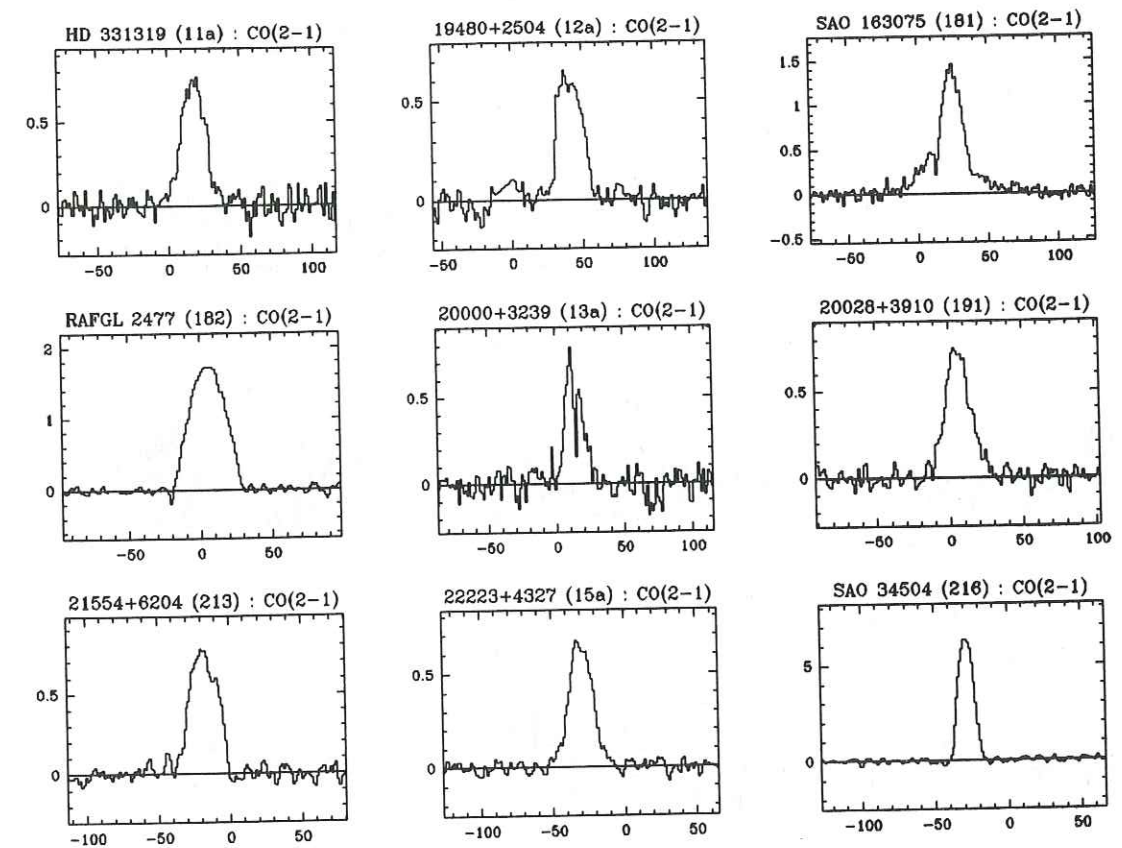 HD 331319 (11a) : CO(2-1)
19480+2504 (12a) : CO(2-1)
SAO 163075 (181) : CO(2-1)
0.5
0
-50 0 50 100
0.5
0
-50 0 50 100
1.5
1
0.5
0
-0.5
-50 0 50 100
RAFGL 2477 (182) : CO(2-1)
20000+3239 (13a) : CO(2-1)
20028+3910 (191) : CO(2-1)
2
1
0
-50 0 50
0.5
0
-50 0 50 100
0.5
0
-50 0 50 100
21554+6204 (213) : CO(2-1)
22223+4327 (15a) : CO(2-1)
SAO 34504 (216) : CO(2-1)
0.5
0
-100 -50 0 50
0.5
0
-100 -50 0 50
5
0
-100 -50 0 50